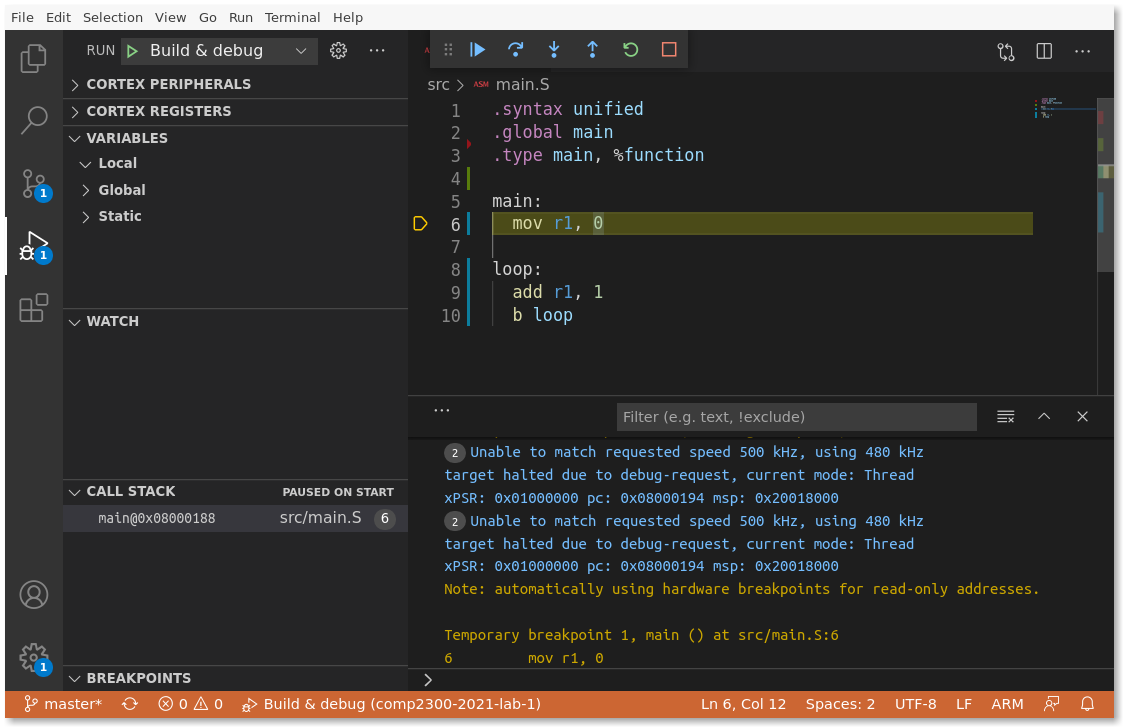 File Edit Selection View Go Run Terminal Help
RUN Build & debug
CORTEX PERIPHERALS
CORTEX REGISTERS
VARIABLES
Local
Global
Static
1
1
WATCH
CALL STACK PAUSED ON START
main@0x08000188 src/main.S 6
1
BREAKPOINTS
src > ASM main.S
1 .syntax unified
2 .global main
3 .type main, %function
4
5 main:
6 mov r1, 0
7
8 loop:
9 add r1, 1
10 b loop
Filter (e.g. text, !exclude)
2 Unable to match requested speed 500 kHz, using 480 kHz
target halted due to debug-request, current mode: Thread
xPSR: 0x01000000 pc: 0x08000194 msp: 0x20018000
2 Unable to match requested speed 500 kHz, using 480 kHz
target halted due to debug-request, current mode: Thread
xPSR: 0x01000000 pc: 0x08000194 msp: 0x20018000
Note: automatically using hardware breakpoints for read-only addresses.
Temporary breakpoint 1, main () at src/main.S:6
6 mov r1, 0
>
master* 0 0 Build & debug (comp2300-2021-lab-1) Ln 6, Col 12 Spaces: 2 UTF-8 LF ARM